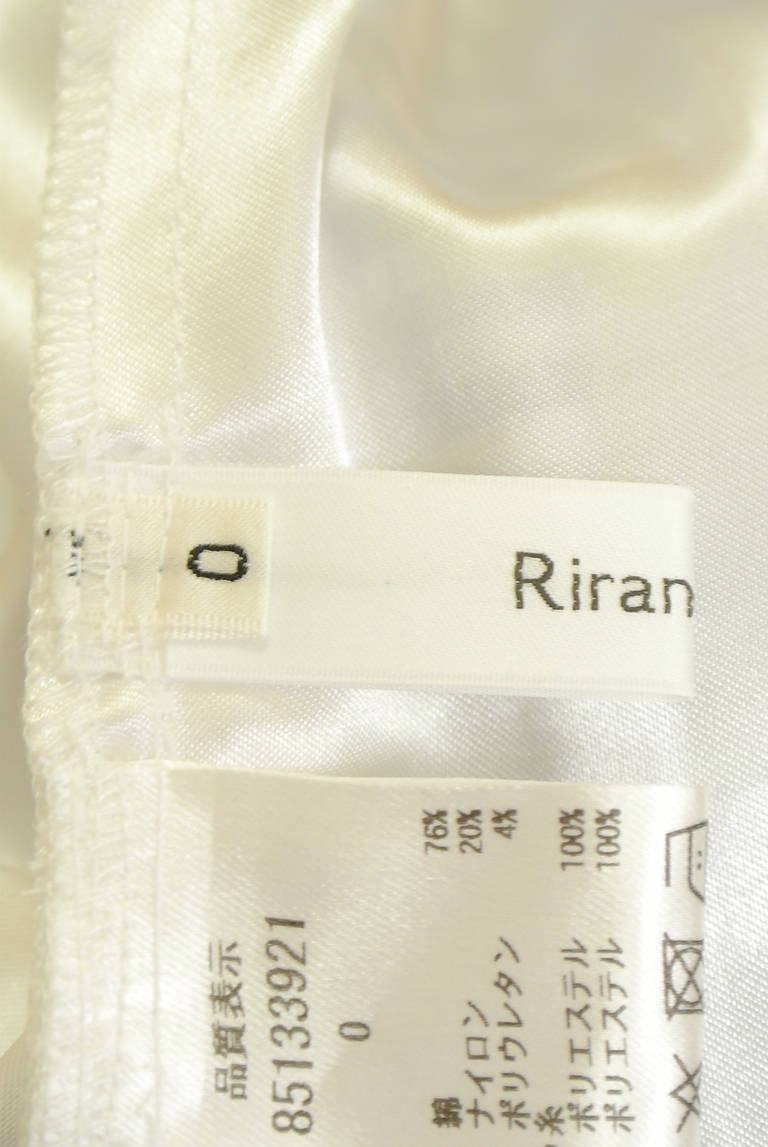 0
Riran
品質表示
85133921
0
綿 76%
ナイロン 20%
ポリウレタン 4%
糸
ポリエステル 100%
ポリエステル 100%